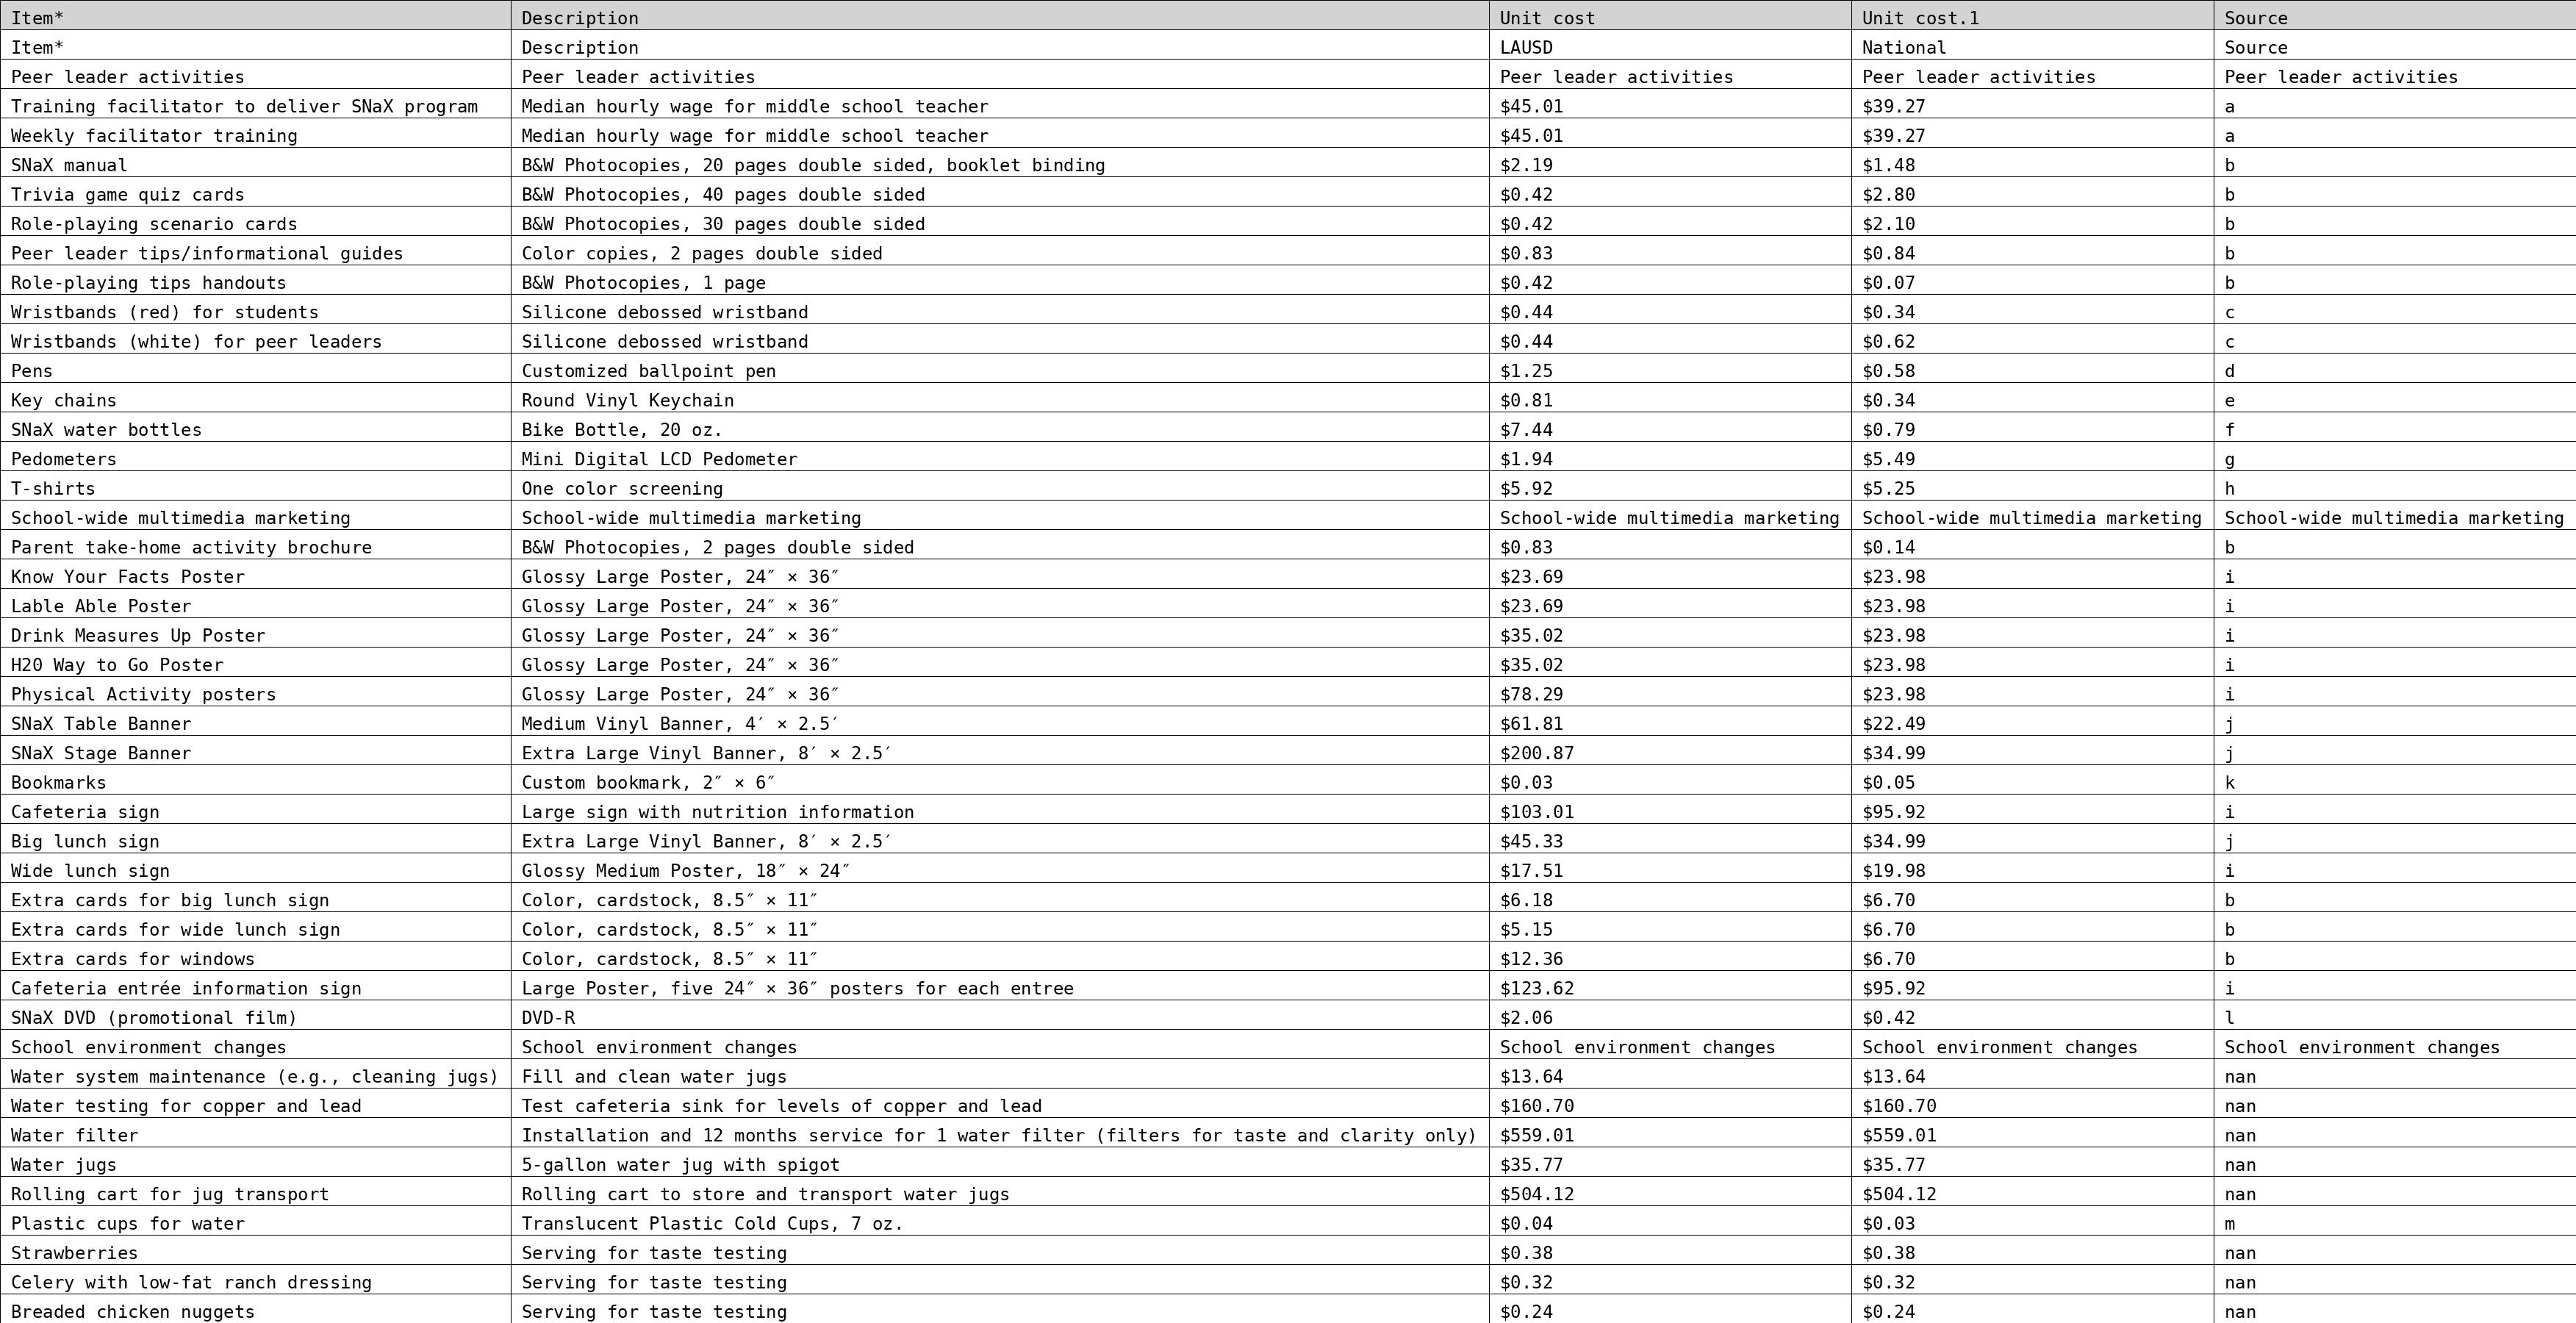 Item* Description Unit cost Unit cost.1 Source
Item* Description LAUSD National Source
Peer leader activities Peer leader activities Peer leader activities Peer leader activities Peer leader activities
Training facilitator to deliver SNaX program Median hourly wage for middle school teacher $45.01 $39.27 a
Weekly facilitator training Median hourly wage for middle school teacher $45.01 $39.27 a
SNaX manual B&W Photocopies, 20 pages double sided, booklet binding $2.19 $1.48 b
Trivia game quiz cards B&W Photocopies, 40 pages double sided $0.42 $2.80 b
Role-playing scenario cards B&W Photocopies, 30 pages double sided $0.42 $2.10 b
Peer leader tips/informational guides Color copies, 2 pages double sided $0.83 $0.84 b
Role-playing tips handouts B&W Photocopies, 1 page $0.42 $0.07 b
Wristbands (red) for students Silicone debossed wristband $0.44 $0.34 c
Wristbands (white) for peer leaders Silicone debossed wristband $0.44 $0.62 c
Pens Customized ballpoint pen $1.25 $0.58 d
Key chains Round Vinyl Keychain $0.81 $0.34 e
SNaX water bottles Bike Bottle, 20 oz. $7.44 $0.79 f
Pedometers Mini Digital LCD Pedometer $1.94 $5.49 g
T-shirts One color screening $5.92 $5.25 h
School-wide multimedia marketing School-wide multimedia marketing School-wide multimedia marketing School-wide multimedia marketing School-wide multimedia marketing
Parent take-home activity brochure B&W Photocopies, 2 pages double sided $0.83 $0.14 b
Know Your Facts Poster Glossy Large Poster, 24″ × 36″ $23.69 $23.98 i
Lable Able Poster Glossy Large Poster, 24″ × 36″ $23.69 $23.98 i
Drink Measures Up Poster Glossy Large Poster, 24″ × 36″ $35.02 $23.98 i
H20 Way to Go Poster Glossy Large Poster, 24″ × 36″ $35.02 $23.98 i
Physical Activity posters Glossy Large Poster, 24″ × 36″ $78.29 $23.98 i
SNaX Table Banner Medium Vinyl Banner, 4′ × 2.5′ $61.81 $22.49 j
SNaX Stage Banner Extra Large Vinyl Banner, 8′ × 2.5′ $200.87 $34.99 j
Bookmarks Custom bookmark, 2″ × 6″ $0.03 $0.05 k
Cafeteria sign Large sign with nutrition information $103.01 $95.92 i
Big lunch sign Extra Large Vinyl Banner, 8′ × 2.5′ $45.33 $34.99 j
Wide lunch sign Glossy Medium Poster, 18″ × 24″ $17.51 $19.98 i
Extra cards for big lunch sign Color, cardstock, 8.5″ × 11″ $6.18 $6.70 b
Extra cards for wide lunch sign Color, cardstock, 8.5″ × 11″ $5.15 $6.70 b
Extra cards for windows Color, cardstock, 8.5″ × 11″ $12.36 $6.70 b
Cafeteria entrée information sign Large Poster, five 24″ × 36″ posters for each entree $123.62 $95.92 i
SNaX DVD (promotional film) DVD-R $2.06 $0.42 l
School environment changes School environment changes School environment changes School environment changes School environment changes
Water system maintenance (e.g., cleaning jugs) Fill and clean water jugs $13.64 $13.64 nan
Water testing for copper and lead Test cafeteria sink for levels of copper and lead $160.70 $160.70 nan
Water filter Installation and 12 months service for 1 water filter (filters for taste and clarity only) $559.01 $559.01 nan
Water jugs 5-gallon water jug with spigot $35.77 $35.77 nan
Rolling cart for jug transport Rolling cart to store and transport water jugs $504.12 $504.12 nan
Plastic cups for water Translucent Plastic Cold Cups, 7 oz. $0.04 $0.03 m
Strawberries Serving for taste testing $0.38 $0.38 nan
Celery with low-fat ranch dressing Serving for taste testing $0.32 $0.32 nan
Breaded chicken nuggets Serving for taste testing $0.24 $0.24 nan